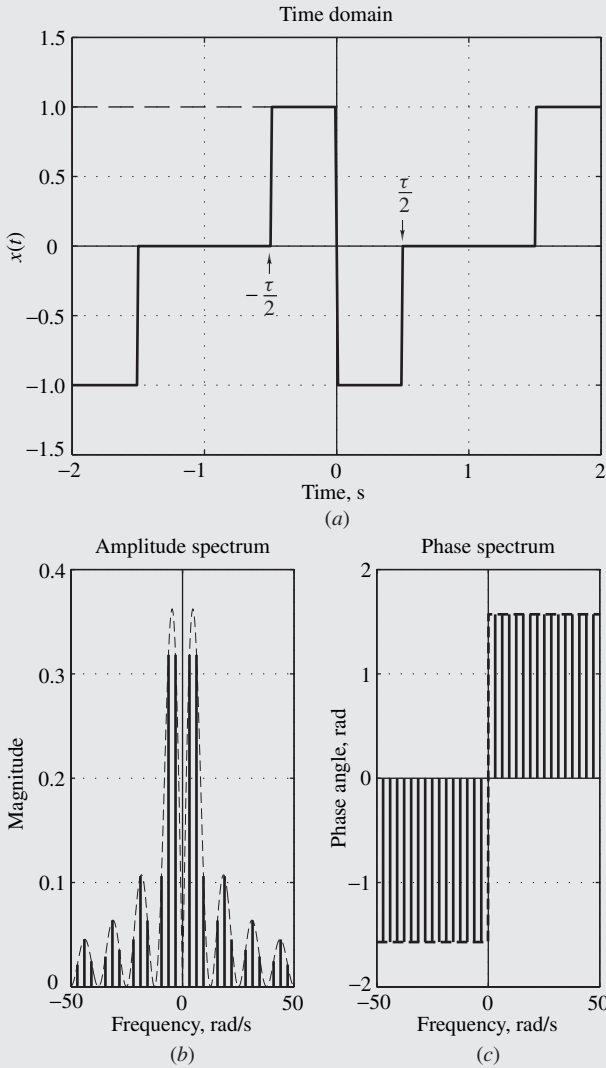 Time domain
1.5
1.0
0.5
0
−0.5
−1.0
−1.5
x(t)
τ
2
− τ
2
−2
−1
0
1
2
Time, s
(a)
Amplitude spectrum
0.4
0.3
0.2
0.1
0
Magnitude
−50
0
50
Frequency, rad/s
(b)
Phase spectrum
2
1
0
−1
−2
Phase angle, rad
−50
0
50
Frequency, rad/s
(c)